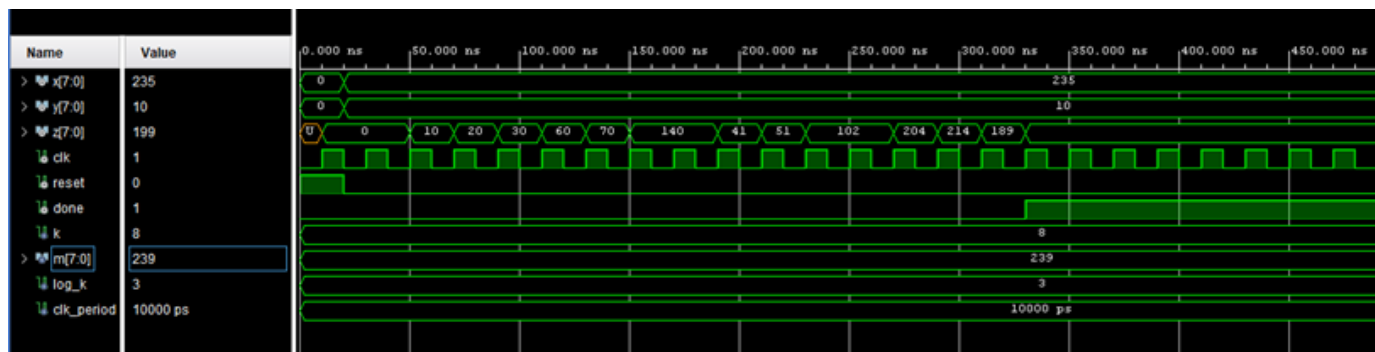 Name Value 0.000 ns 50.000 ns 100.000 ns 150.000 ns 200.000 ns 250.000 ns 300.000 ns 350.000 ns 400.000 ns 450.000 ns
x[7:0] 235 0 235
y[7:0] 10 0 10
z[7:0] 199 U 0 10 20 30 60 70 140 41 51 102 204 214 189
clk 1
reset 0
done 1
k 8 8
m[7:0] 239 239
log_k 3 3
clk_period 10000 ps 10000 ps